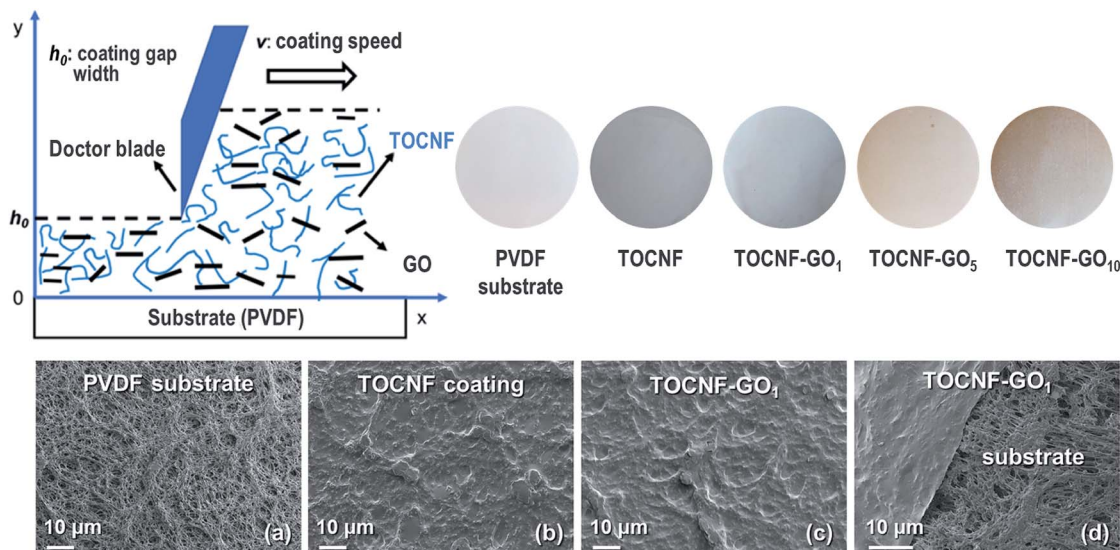 y
h₀: coating gap
width
v: coating speed
Doctor blade
TOCNF
h₀
GO
0
Substrate (PVDF)
x
PVDF
substrate
TOCNF
TOCNF-GO₁
TOCNF-GO₅
TOCNF-GO₁₀
PVDF substrate
10 µm
(a)
TOCNF coating
10 µm
(b)
TOCNF-GO₁
10 µm
(c)
TOCNF-GO₁
substrate
10 µm
(d)